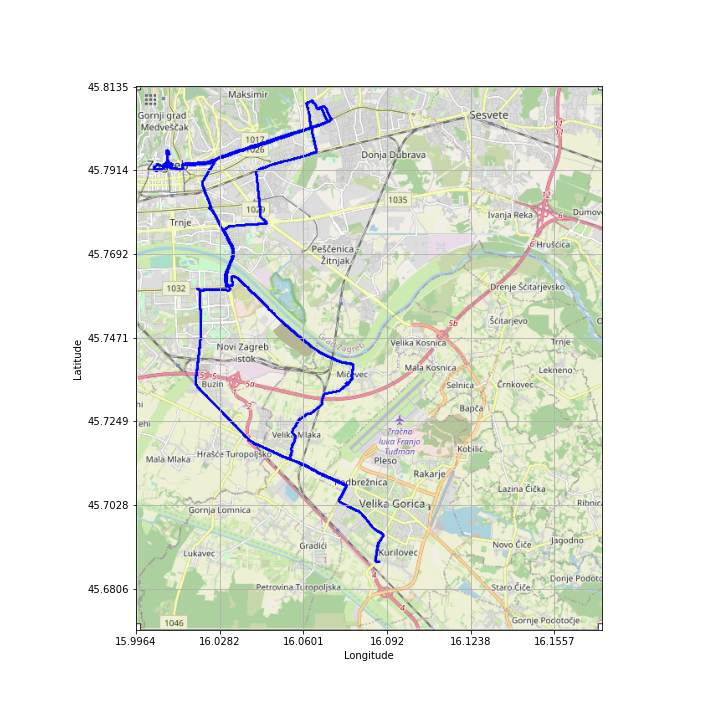 45.8135
Maksimir
Gornji grad
Medveščak
Sesvete
1017
1026
Donja Dubrava
Zagreb
45.7914
1035
1029
Ivanja Reka
Dumov
Trnje
Peščenica -
Žitnjak
Hrušćica
45.7692
1032
Drenje Šćitarjevsko
Šćitarjevo
45.7471
Velika Kosnica
Trnje
Novi Zagreb
istok
5b
Mala Kosnica
Lekneno
Mičevec
Buzin
5a
Selnica
Črnkovec
Bapča
45.7249
Velika Mlaka
Zračna
luka Franjo
Tuđman
Kobilić
Hrašće Turopoljsko
Mala Mlaka
Pleso
Rakarje
Lazina Čička
45.7028
Velika Gorica
Gornja Lomnica
Jagodno
Gradići
Novo Čiče
Lukavec
Kurilovec
Donje Podoto
45.6806
Petrovina Turopoljska
Staro Čiče
Gornje Podotočje
1046
15.9964
16.0282
16.0601
16.092
16.1238
16.1557
Longitude
Latitude